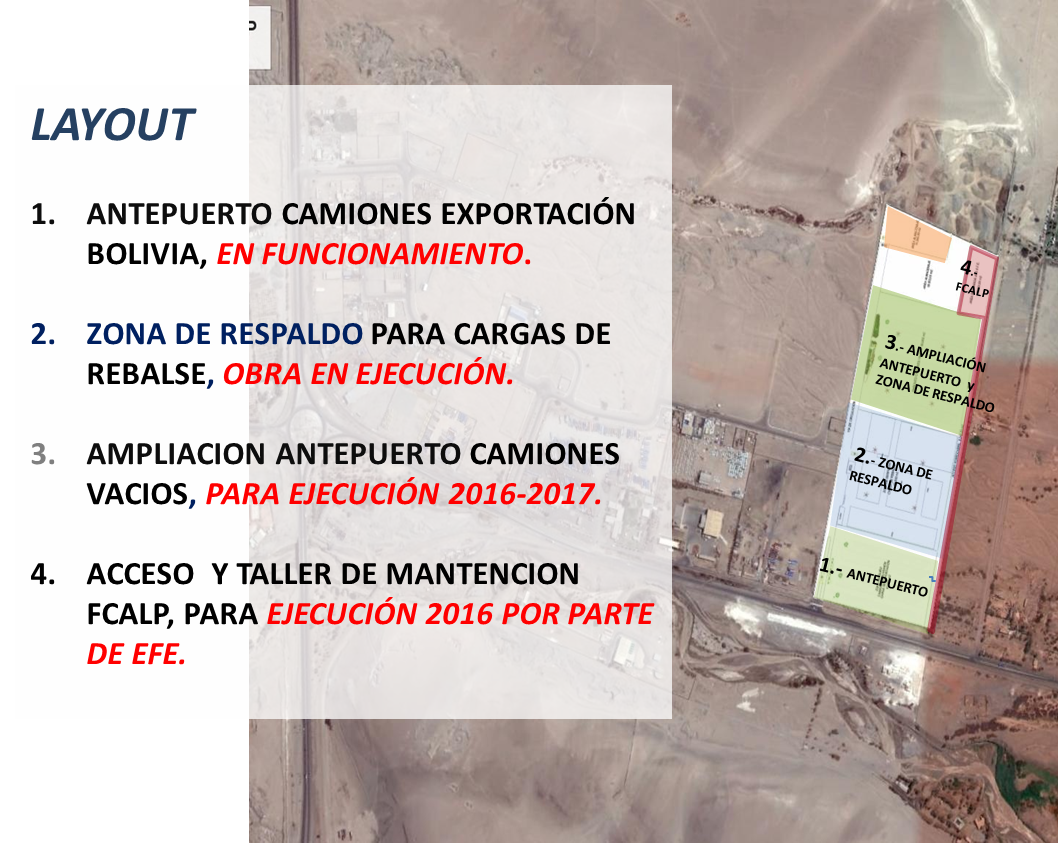 LAYOUT
1. ANTEPUERTO CAMIONES EXPORTACIÓN
BOLIVIA, EN FUNCIONAMIENTO.
2. ZONA DE RESPALDO PARA CARGAS DE
REBALSE, OBRA EN EJECUCIÓN.
3. AMPLIACION ANTEPUERTO CAMIONES
VACIOS, PARA EJECUCIÓN 2016-2017.
4. ACCESO Y TALLER DE MANTENCION
FCALP, PARA EJECUCIÓN 2016 POR PARTE
DE EFE.
4.-
FCALP
3.- AMPLIACIÓN
ANTEPUERTO y
ZONA DE RESPALDO
2.- ZONA DE
RESPALDO
1.- ANTEPUERTO